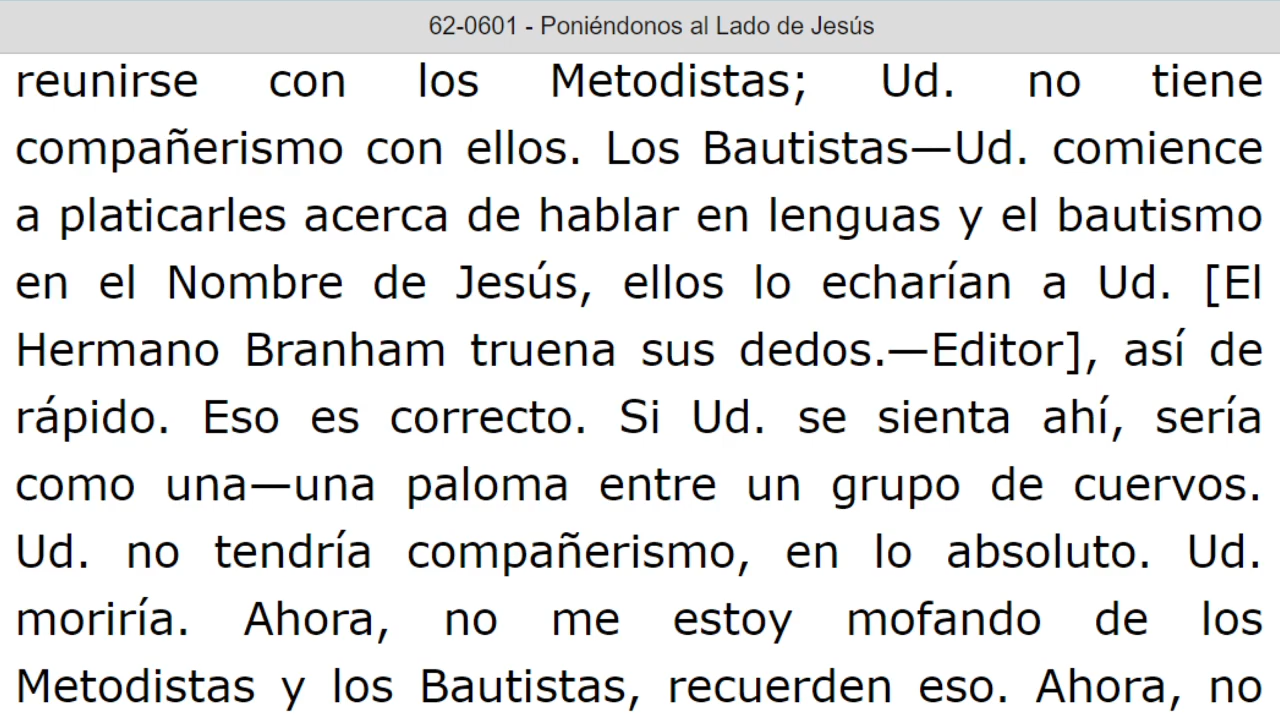 62-0601 - Poniéndonos al Lado de Jesús
reunirse con los Metodistas; Ud. no tiene
compañerismo con ellos. Los Bautistas—Ud. comience
a platicarles acerca de hablar en lenguas y el bautismo
en el Nombre de Jesús, ellos lo echarían a Ud. [El
Hermano Branham truena sus dedos.—Editor], así de
rápido. Eso es correcto. Si Ud. se sienta ahí, sería
como una—una paloma entre un grupo de cuervos.
Ud. no tendría compañerismo, en lo absoluto. Ud.
moriría. Ahora, no me estoy mofando de los
Metodistas y los Bautistas, recuerden eso. Ahora, no